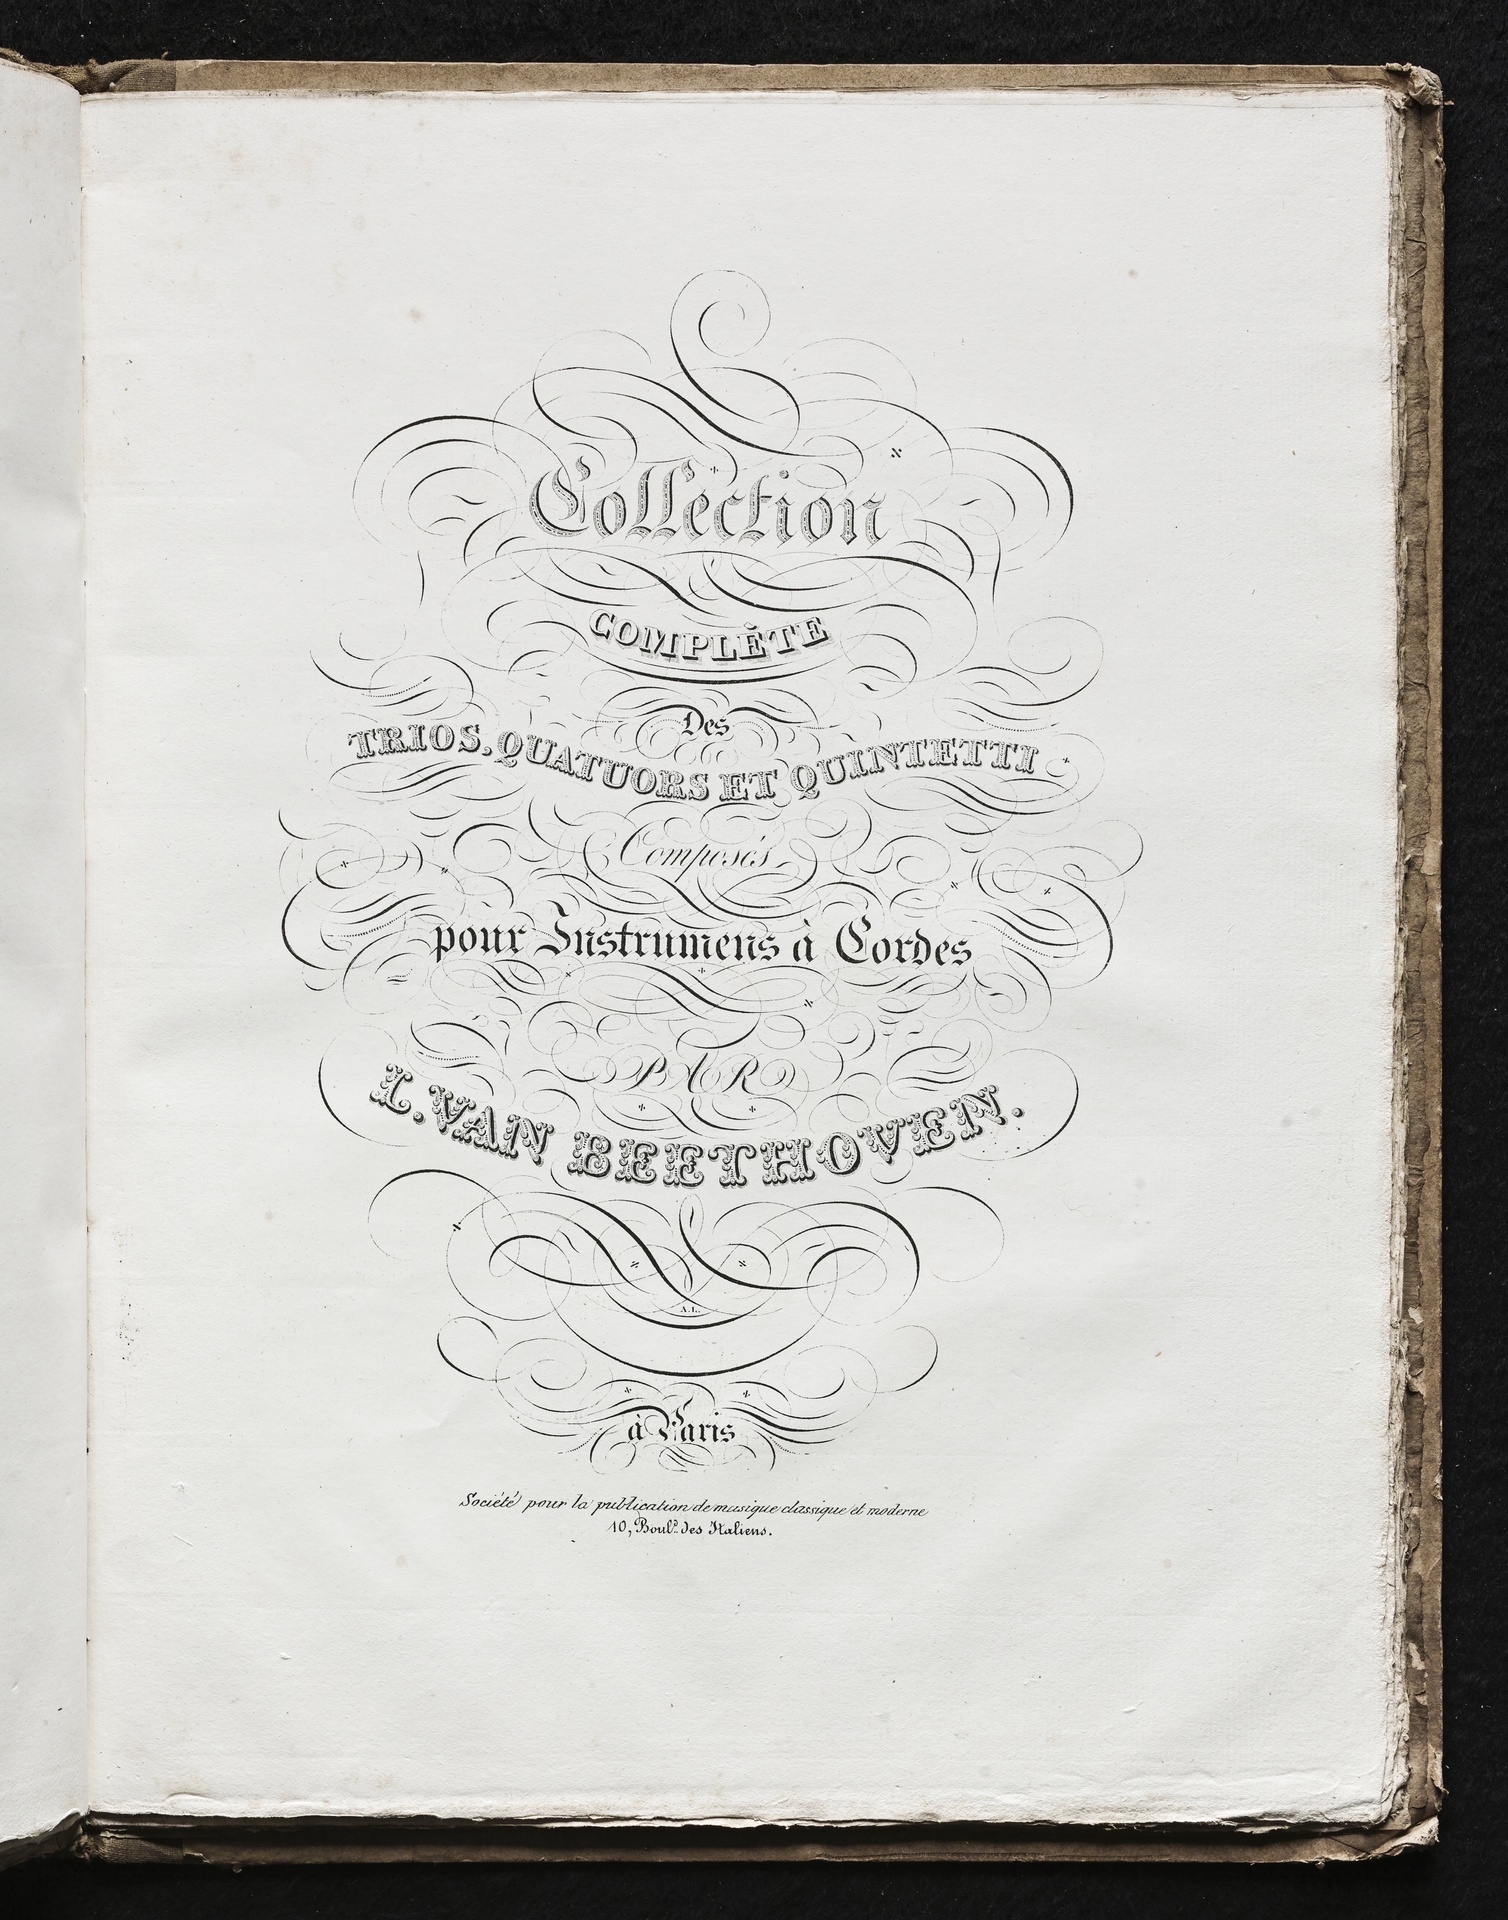 Collection
COMPLÈTE
Des
TRIOS, QUATUORS ET QUINTETTI
Composés
pour Instrumens à Cordes
PAR
L. VAN BEETHOVEN.
A.L.
à Paris
Société pour la publication de musique classique et moderne
10, Boul.d des Italiens.